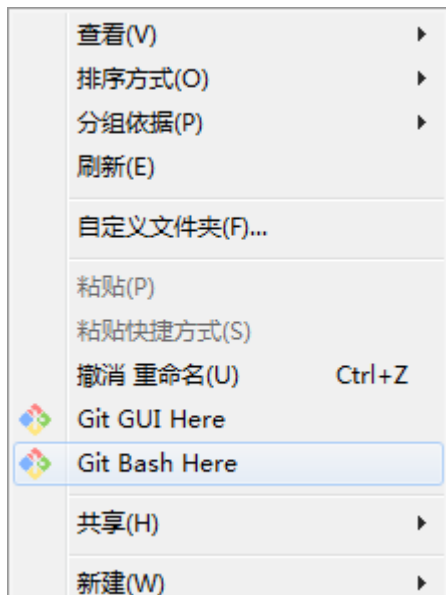 查看(V)
排序方式(O)
分组依据(P)
刷新(E)
自定义文件夹(F)...
粘贴(P)
粘贴快捷方式(S)
撤消 重命名(U) Ctrl+Z
Git GUI Here
Git Bash Here
共享(H)
新建(W)